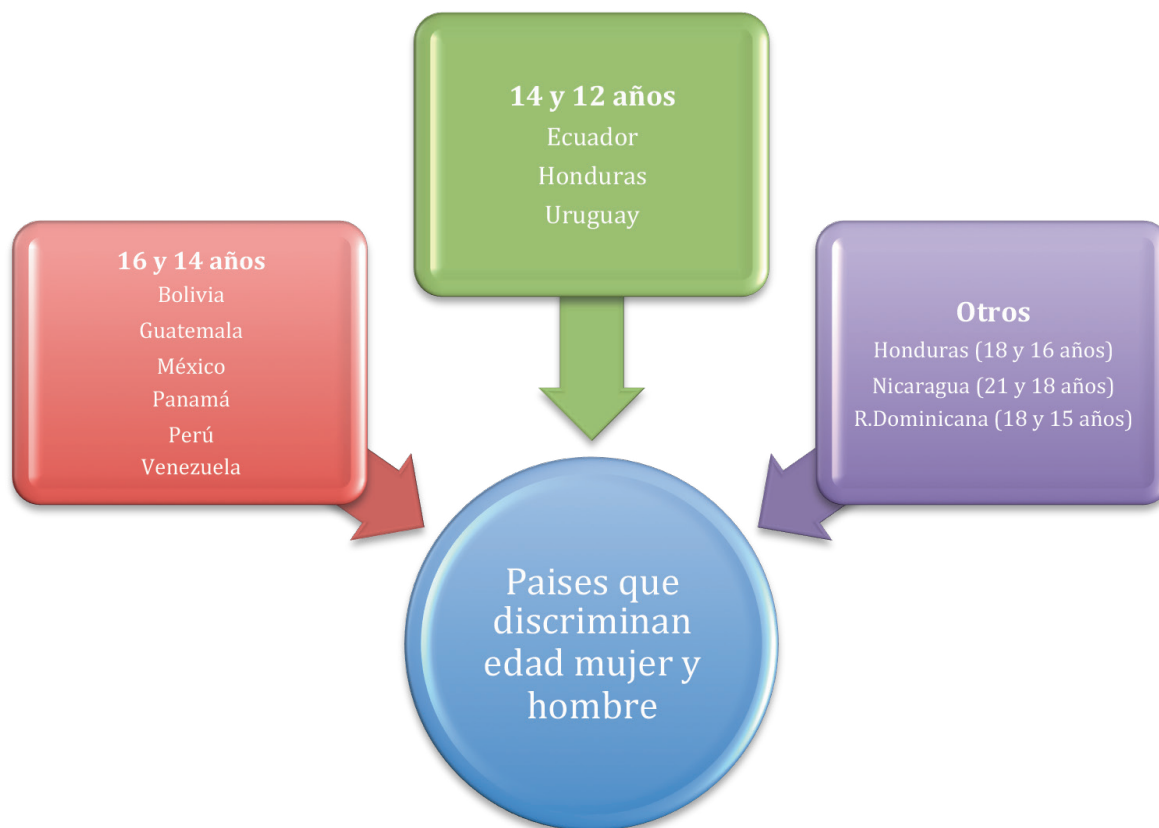 16 y 14 años
Bolivia
Guatemala
México
Panamá
Perú
Venezuela
14 y 12 años
Ecuador
Honduras
Uruguay
Otros
Honduras (18 y 16 años)
Nicaragua (21 y 18 años)
R.Dominicana (18 y 15 años)
Paises que
discriminan
edad mujer y
hombre